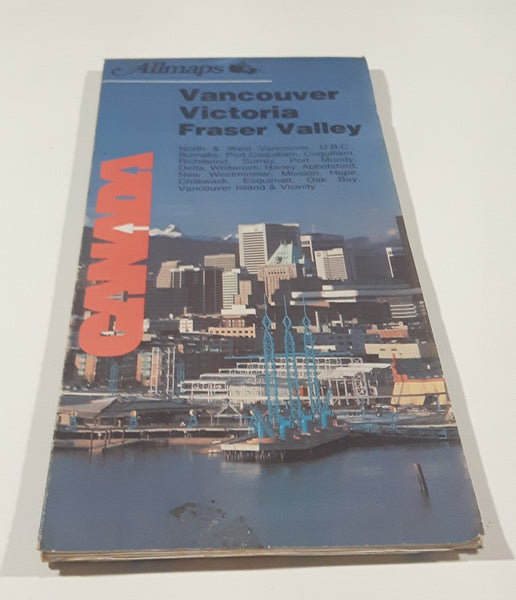 Allmaps
Vancouver
Victoria
Fraser Valley
North & West Vancouver, U.B.C.,
Burnaby, Port Coquitlam, Coquitlam,
Richmond, Surrey, Port Moody,
Delta, Whiterock, Haney, Abbotsford,
New Westminster, Mission, Hope,
Chilliwack, Esquimalt, Oak Bay,
Vancouver Island & Vicinity
CANADA